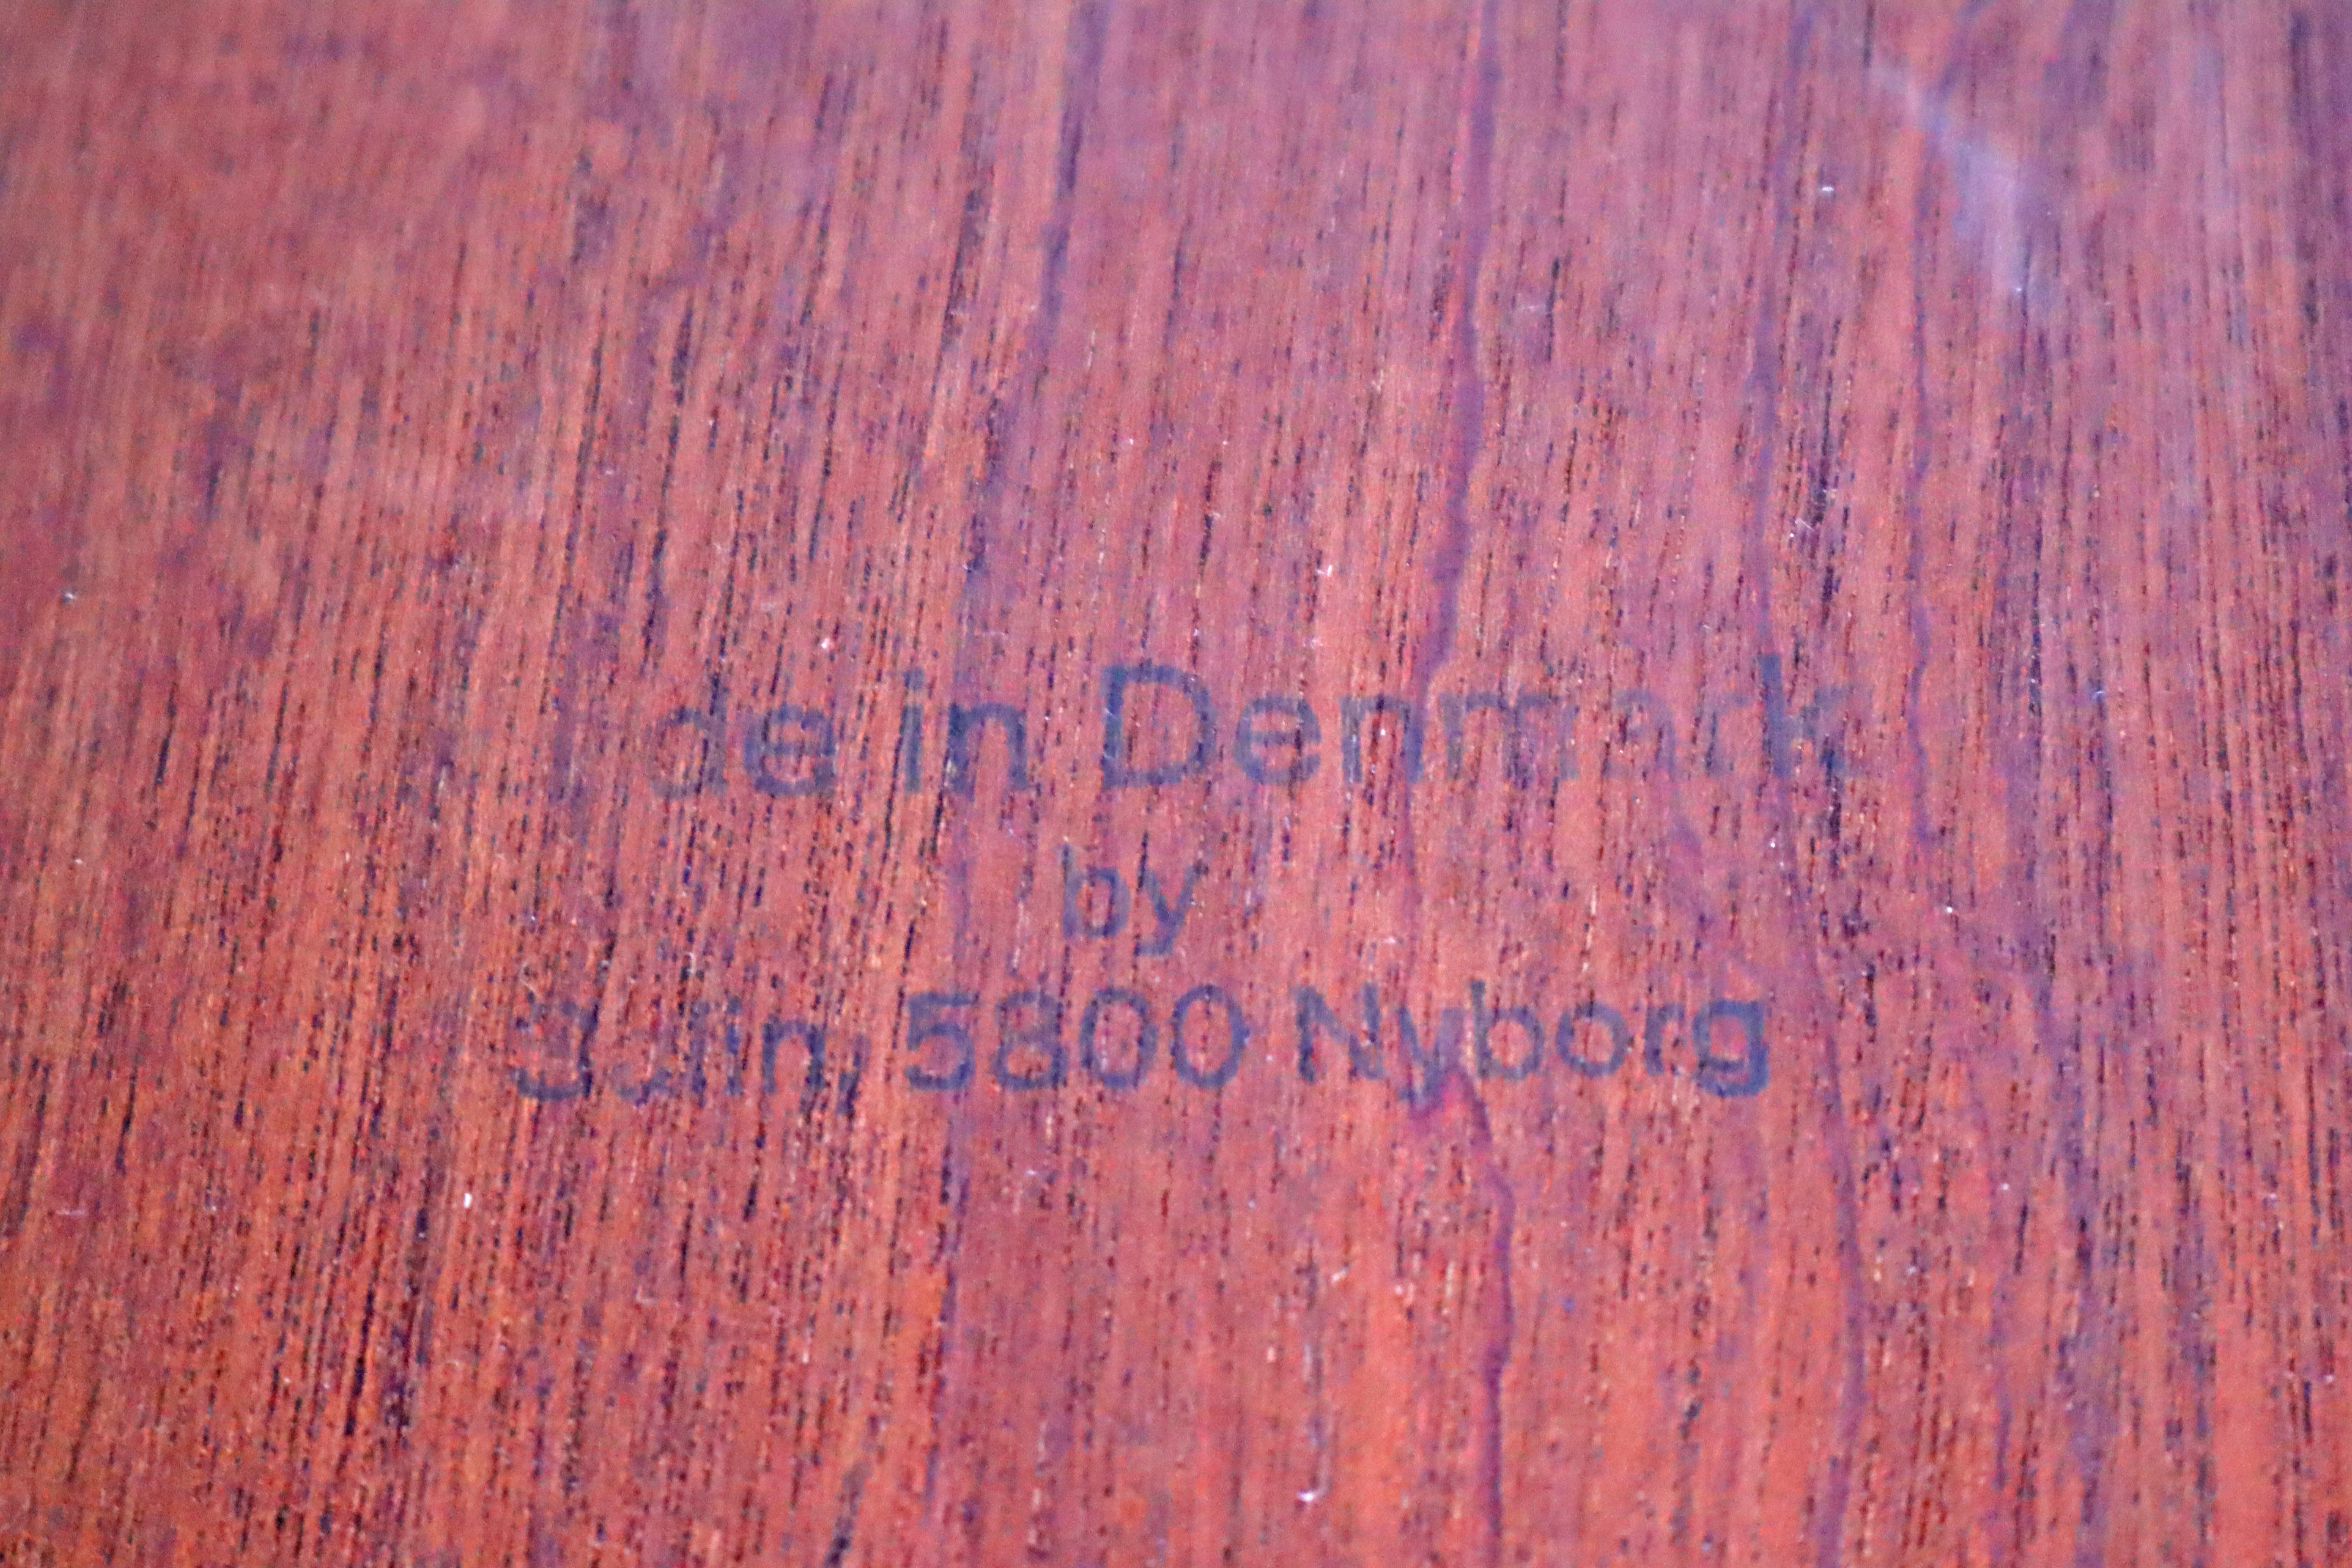 de in Denmark
by
5800 Nyborg